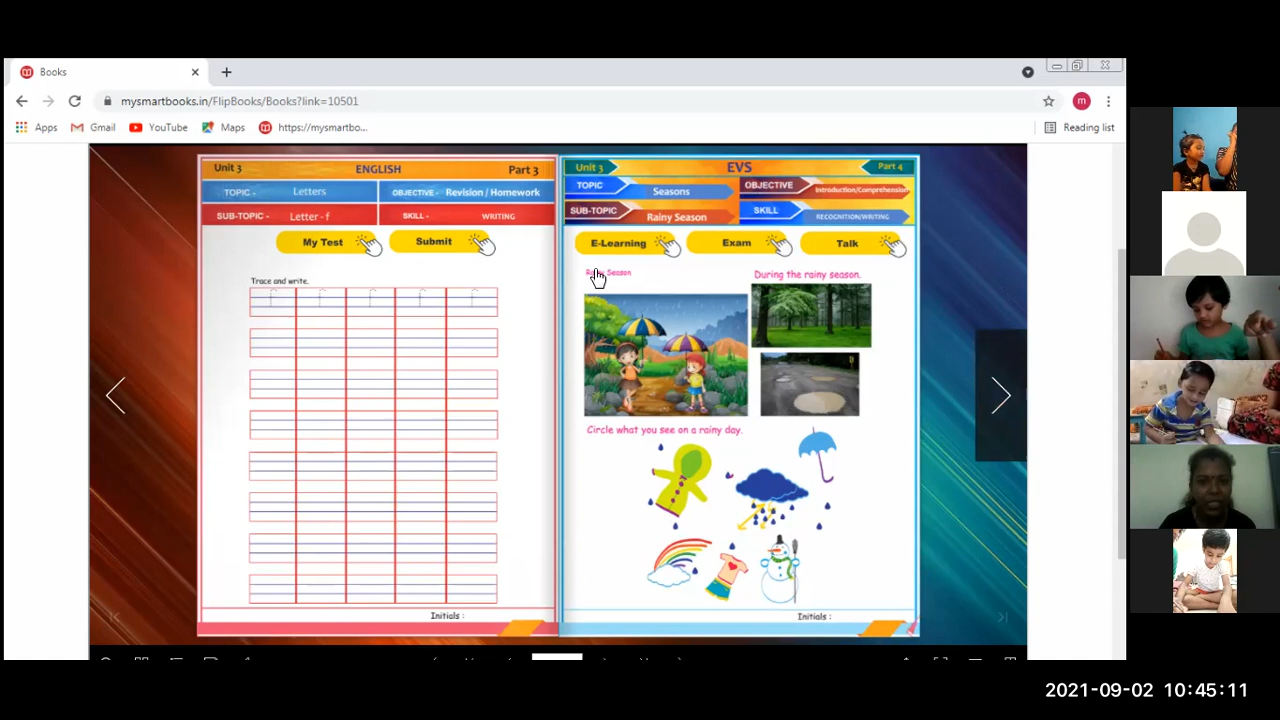 Books
mysmartbooks.in/FlipBooks/Books?link=10501
m
Apps
Gmail
YouTube
Maps
https://mysmartbo...
Reading list
Unit 3
ENGLISH
Part 3
TOPIC -
Letters
OBJECTIVE -
Revision / Homework
SUB-TOPIC -
Letter - f
SKILL -
WRITING
My Test
Submit
Trace and write.
f f f f f
Initials :
Unit 3
EVS
Part 4
TOPIC
Seasons
OBJECTIVE
Introduction/Comprehension
SUB-TOPIC
Rainy Season
SKILL
RECOGNITION/WRITING
E-Learning
Exam
Talk
Rainy Season
During the rainy season.
Circle what you see on a rainy day.
Initials :
2021-09-02 10:45:11